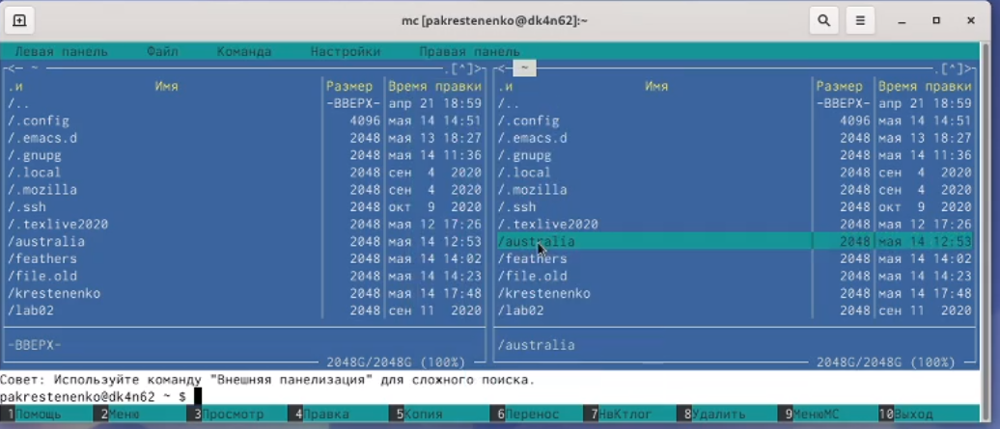 mc [pakrestenenko@dk4n62]:~
Левая панель Файл Команда Настройки Правая панель
<─ ~ .[^]> <─ ~ .[^]>
.и Имя Размер Время правки .и Имя Размер Время правки
/.. -ВВЕРХ- апр 21 18:59 /.. -ВВЕРХ- апр 21 18:59
/.config 4096 мая 14 14:51 /.config 4096 мая 14 14:51
/.emacs.d 2048 мая 13 18:27 /.emacs.d 2048 мая 13 18:27
/.gnupg 2048 мая 14 11:36 /.gnupg 2048 мая 14 11:36
/.local 2048 сен 4 2020 /.local 2048 сен 4 2020
/.mozilla 2048 сен 4 2020 /.mozilla 2048 сен 4 2020
/.ssh 2048 окт 9 2020 /.ssh 2048 окт 9 2020
/.texlive2020 2048 мая 12 17:26 /.texlive2020 2048 мая 12 17:26
/australia 2048 мая 14 12:53 /australia 2048 мая 14 12:53
/feathers 2048 мая 14 14:02 /feathers 2048 мая 14 14:02
/file.old 2048 мая 14 14:23 /file.old 2048 мая 14 14:23
/krestenenko 2048 мая 14 17:48 /krestenenko 2048 мая 14 17:48
/lab02 2048 сен 11 2020 /lab02 2048 сен 11 2020
-ВВЕРХ- /australia
2048G/2048G (100%) 2048G/2048G (100%)
Совет: Используйте команду "Внешняя панелизация" для сложного поиска.
pakrestenenko@dk4n62 ~ $
1Помощь 2Меню 3Просмотр 4Правка 5Копия 6Перенос 7НвКтлог 8Удалить 9МенюMC 10Выход